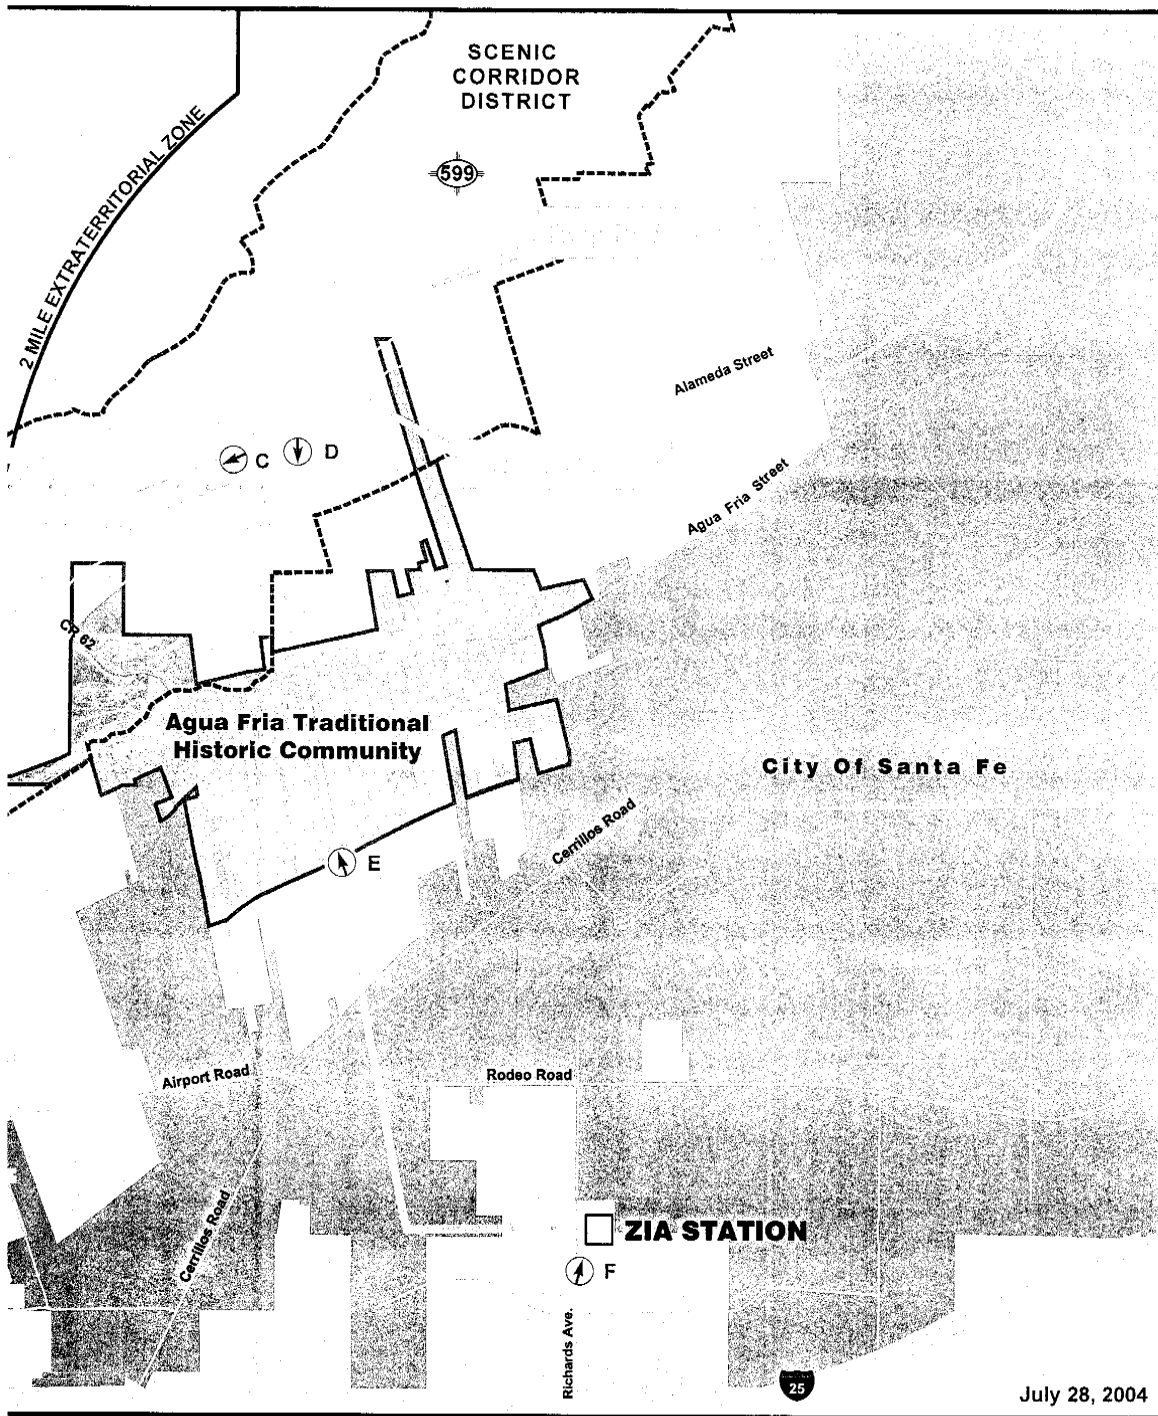 SCENIC
CORRIDOR
DISTRICT
2 MILE EXTRATERRITORIAL ZONE
599
Alameda Street
C
D
Agua Fria Street
CR 62
Agua Fria Traditional
Historic Community
City Of Santa Fe
Cerrillos Road
E
Airport Road
Rodeo Road
Cerrillos Road
ZIA STATION
F
Richards Ave.
25
July 28, 2004